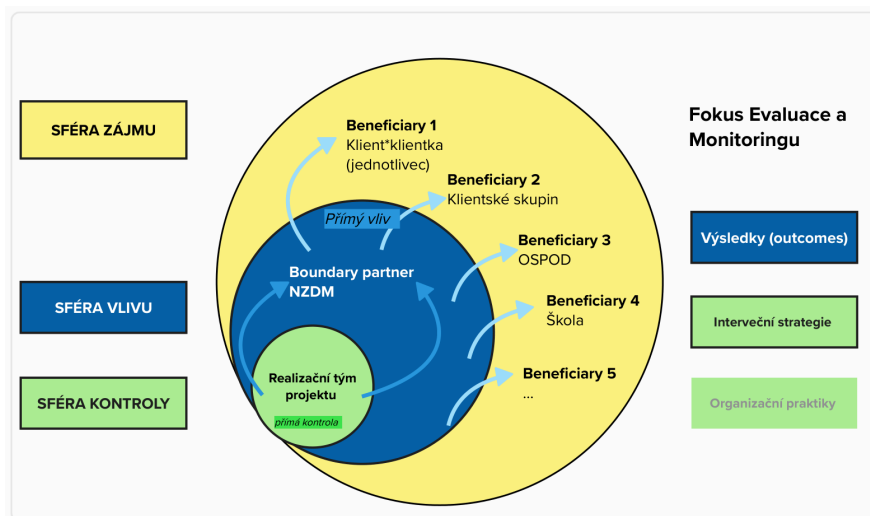 SFÉRA ZÁJMU
SFÉRA VLIVU
SFÉRA KONTROLY
Beneficiary 1
Klient*klientka
(jednotlivec)
Beneficiary 2
Klientské skupin
Přímý vliv
Beneficiary 3
OSPOD
Boundary partner
NZDM
Beneficiary 4
Škola
Beneficiary 5
...
Realizační tým
projektu
přímá kontrola
Fokus Evaluace a
Monitoringu
Výsledky (outcomes)
Interveční strategie
Organizační praktiky